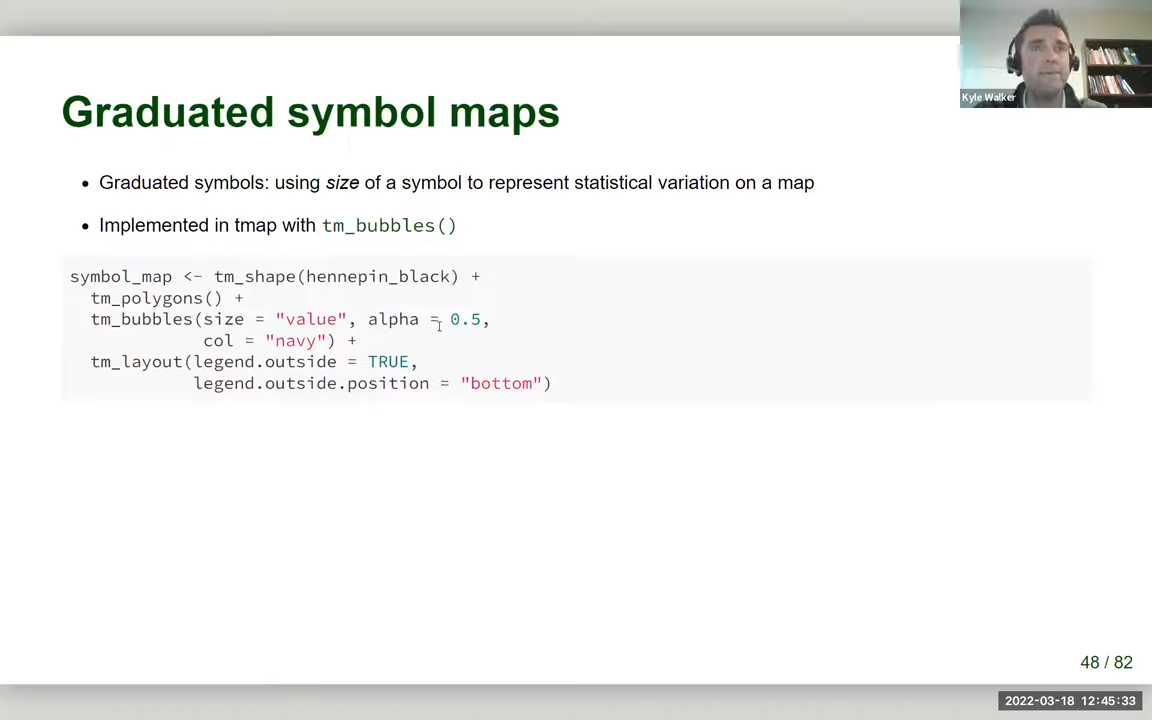 Kyle Walker
Graduated symbol maps
• Graduated symbols: using size of a symbol to represent statistical variation on a map
• Implemented in tmap with tm_bubbles()
symbol_map <- tm_shape(hennepin_black) +
  tm_polygons() +
  tm_bubbles(size = "value", alpha = 0.5,
             col = "navy") +
  tm_layout(legend.outside = TRUE,
            legend.outside.position = "bottom")
48 / 82
2022-03-18 12:45:33